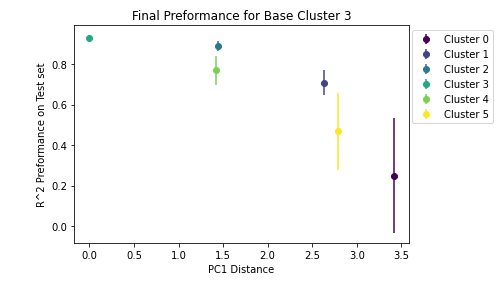 Final Preformance for Base Cluster 3
R^2 Preformance on Test set
0.8
0.6
0.4
0.2
0.0
0.0 0.5 1.0 1.5 2.0 2.5 3.0 3.5
PC1 Distance
Cluster 0
Cluster 1
Cluster 2
Cluster 3
Cluster 4
Cluster 5